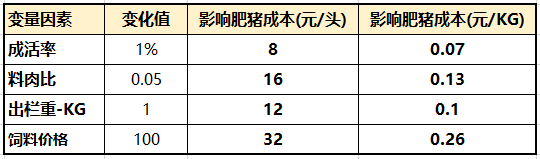 变量因素 变化值 影响肥猪成本(元/头) 影响肥猪成本(元/KG)
成活率 1% 8 0.07
料肉比 0.05 16 0.13
出栏重-KG 1 12 0.1
饲料价格 100 32 0.26